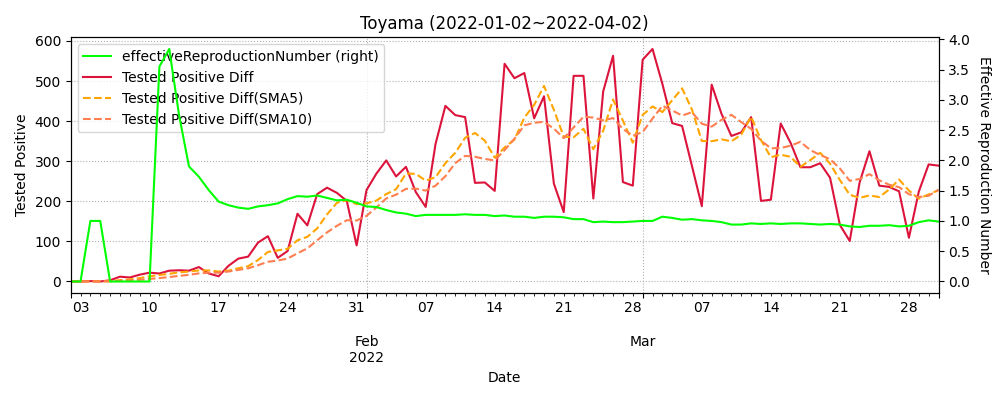 Toyama (2022-01-02~2022-04-02)
effectiveReproductionNumber (right)
Tested Positive Diff
Tested Positive Diff(SMA5)
Tested Positive Diff(SMA10)
Tested Positive
600
500
400
300
200
100
0
4.0
3.5
3.0
2.5
2.0
1.5
1.0
0.5
0.0
Effective Reproduction Number
03 10 17 24 31 07 14 21 28 07 14 21 28
Feb Mar
2022
Date